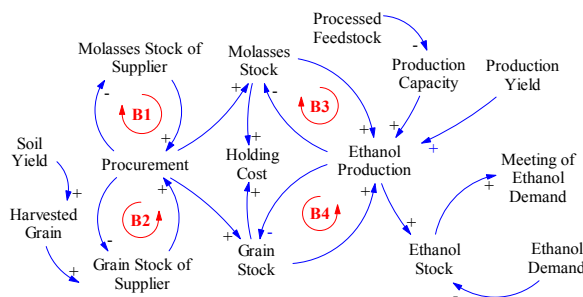 Processed
Feedstock
Molasses Stock of
Supplier
Molasses
Stock
Production
Capacity
Production
Yield
B1
B3
Soil
Yield
Procurement
Holding
Cost
Ethanol
Production
Meeting of
Ethanol
Demand
Harvested
Grain
B2
B4
Grain Stock of
Supplier
Grain
Stock
Ethanol
Stock
Ethanol
Demand